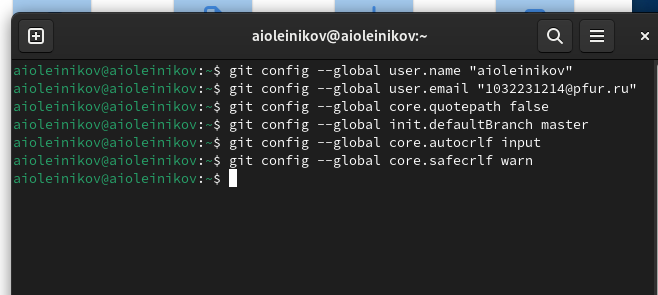 aioleinikov@aioleinikov:~
aioleinikov@aioleinikov:~$ git config --global user.name "aioleinikov"
aioleinikov@aioleinikov:~$ git config --global user.email "1032231214@pfur.ru"
aioleinikov@aioleinikov:~$ git config --global core.quotepath false
aioleinikov@aioleinikov:~$ git config --global init.defaultBranch master
aioleinikov@aioleinikov:~$ git config --global core.autocrlf input
aioleinikov@aioleinikov:~$ git config --global core.safecrlf warn
aioleinikov@aioleinikov:~$